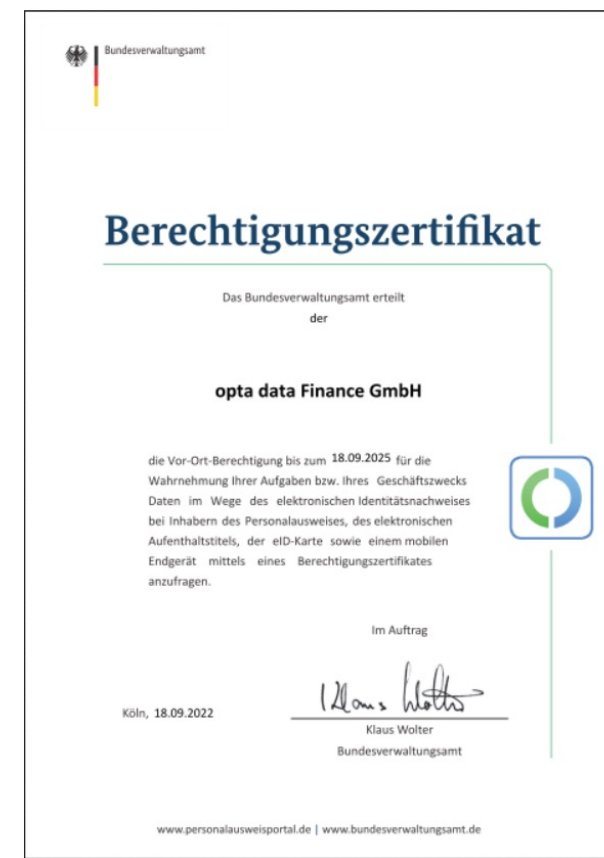 Bundesverwaltungsamt
Berechtigungszertifikat
Das Bundesverwaltungsamt erteilt
der
opta data Finance GmbH
die Vor-Ort-Berechtigung bis zum 18.09.2025 für die
Wahrnehmung Ihrer Aufgaben bzw. Ihres Geschäftszwecks
Daten im Wege des elektronischen Identitätsnachweises
bei Inhabern des Personalausweises, des elektronischen
Aufenthaltstitels, der eID-Karte sowie einem mobilen
Endgerät mittels eines Berechtigungszertifikates
anzufragen.
Im Auftrag
Klaus Wolter
Köln, 18.09.2022
Klaus Wolter
Bundesverwaltungsamt
www.personalausweisportal.de | www.bundesverwaltungsamt.de